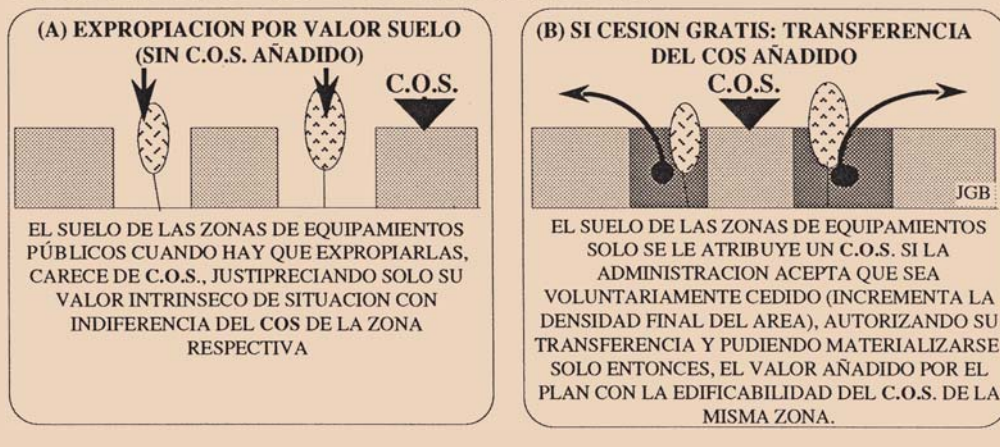 (A) EXPROPIACION POR VALOR SUELO
(SIN C.O.S. AÑADIDO)
C.O.S.
EL SUELO DE LAS ZONAS DE EQUIPAMIENTOS
PÚBLICOS CUANDO HAY QUE EXPROPIARLAS,
CARECE DE C.O.S., JUSTIPRECIANDO SOLO SU
VALOR INTRINSECO DE SITUACION CON
INDIFERENCIA DEL COS DE LA ZONA
RESPECTIVA
(B) SI CESION GRATIS: TRANSFERENCIA
DEL COS AÑADIDO
C.O.S.
JGB
EL SUELO DE LAS ZONAS DE EQUIPAMIENTOS
SOLO SE LE ATRIBUYE UN C.O.S. SI LA
ADMINISTRACION ACEPTA QUE SEA
VOLUNTARIAMENTE CEDIDO (INCREMENTA LA
DENSIDAD FINAL DEL AREA), AUTORIZANDO SU
TRANSFERENCIA Y PUDIENDO MATERIALIZARSE
SOLO ENTONCES, EL VALOR AÑADIDO POR EL
PLAN CON LA EDIFICABILIDAD DEL C.O.S. DE LA
MISMA ZONA.